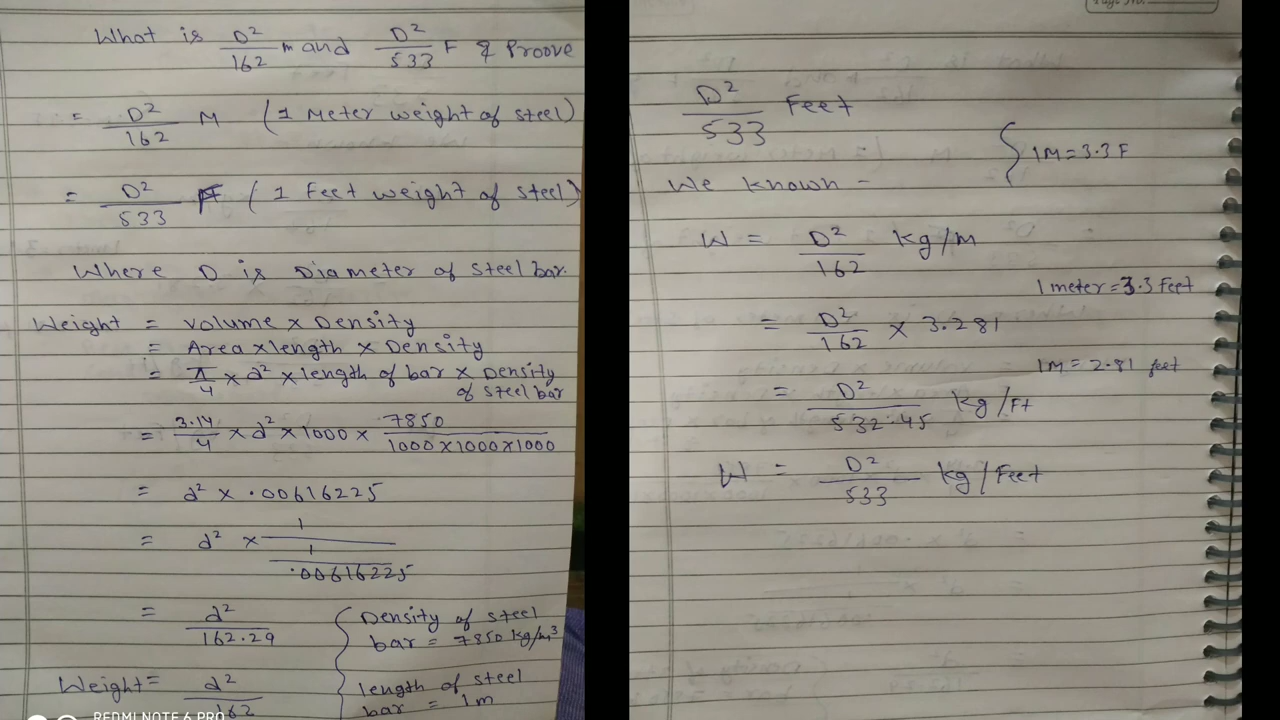 What is D²/162 m and D²/533 F & Proove
= D²/162 M (1 Meter weight of steel)
= D²/533 F (1 Feet weight of steel)
Where D is Diameter of steel bar.
Weight = volume x Density
= Area x length x Density
= π/4 x d² x length of bar x Density of steel bar
= 3.14/4 x d² x 1000 x 7850/1000x1000x1000
= d² x .00616225
= d² x 1/1/.00616225
= d²/162.29
Weight = d²/162
{ Density of steel
bar = 7850 kg/m³
length of steel
bar = 1m
REDMI NOTE 6 PRO
D²/533 Feet
{ 1M = 3.3 F
We known -
W = D²/162 kg/m
1 meter = 3.3 Feet
= D²/162 x 3.281
1M = 2.81 feet
= D²/532.45 kg/Ft
W = D²/533 kg/Feet